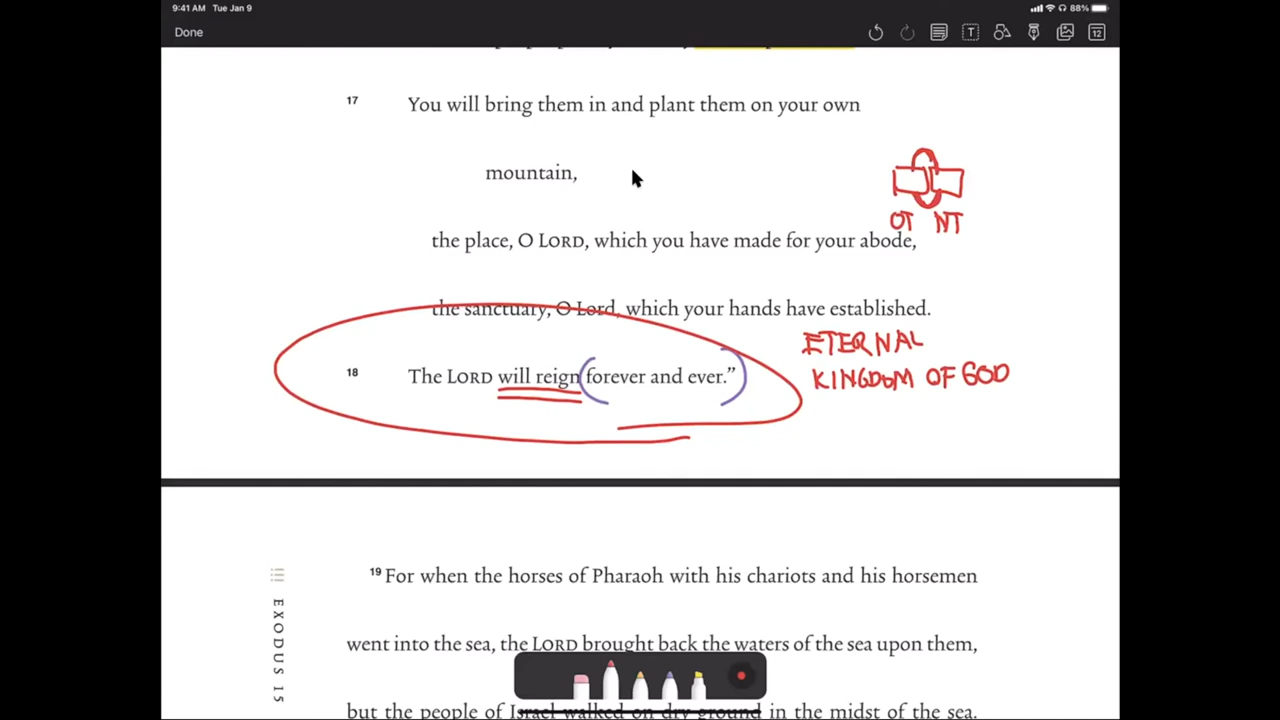 9:41 AM Tue Jan 9
88%
Done
12
17 You will bring them in and plant them on your own
mountain,
OT NT
the place, O LORD, which you have made for your abode,
the sanctuary, O Lord, which your hands have established.
ETERNAL
18 The LORD will reign (forever and ever.”)
KINGDOM OF GOD
19 For when the horses of Pharaoh with his chariots and his horsemen
went into the sea, the LORD brought back the waters of the sea upon them,
but the people of Israel walked on dry ground in the midst of the sea.
EXODUS 15